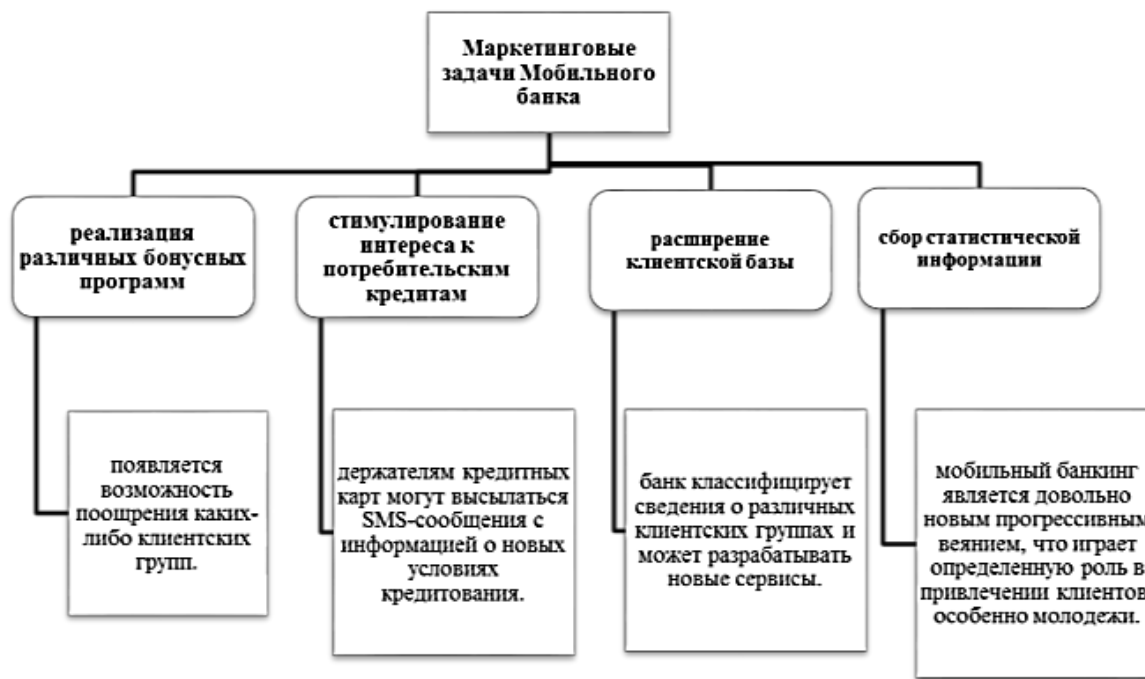 Маркетинговые
задачи Мобильного
банка
реализация
различных бонусных
программ
стимулирование
интереса к
потребительским
кредитам
расширение
клиентской базы
сбор статистической
информации
появляется
возможность
поощрения каких-
либо клиентских
групп.
держателям кредитных
карт могут высылаться
SMS-сообщения с
информацией о новых
условиях
кредитования.
банк классифицирует
сведения о различных
клиентских группах и
может разрабатывать
новые сервисы.
мобильный банкинг
является довольно
новым прогрессивным
веянием, что играет
определенную роль в
привлечении клиентов,
особенно молодежи.